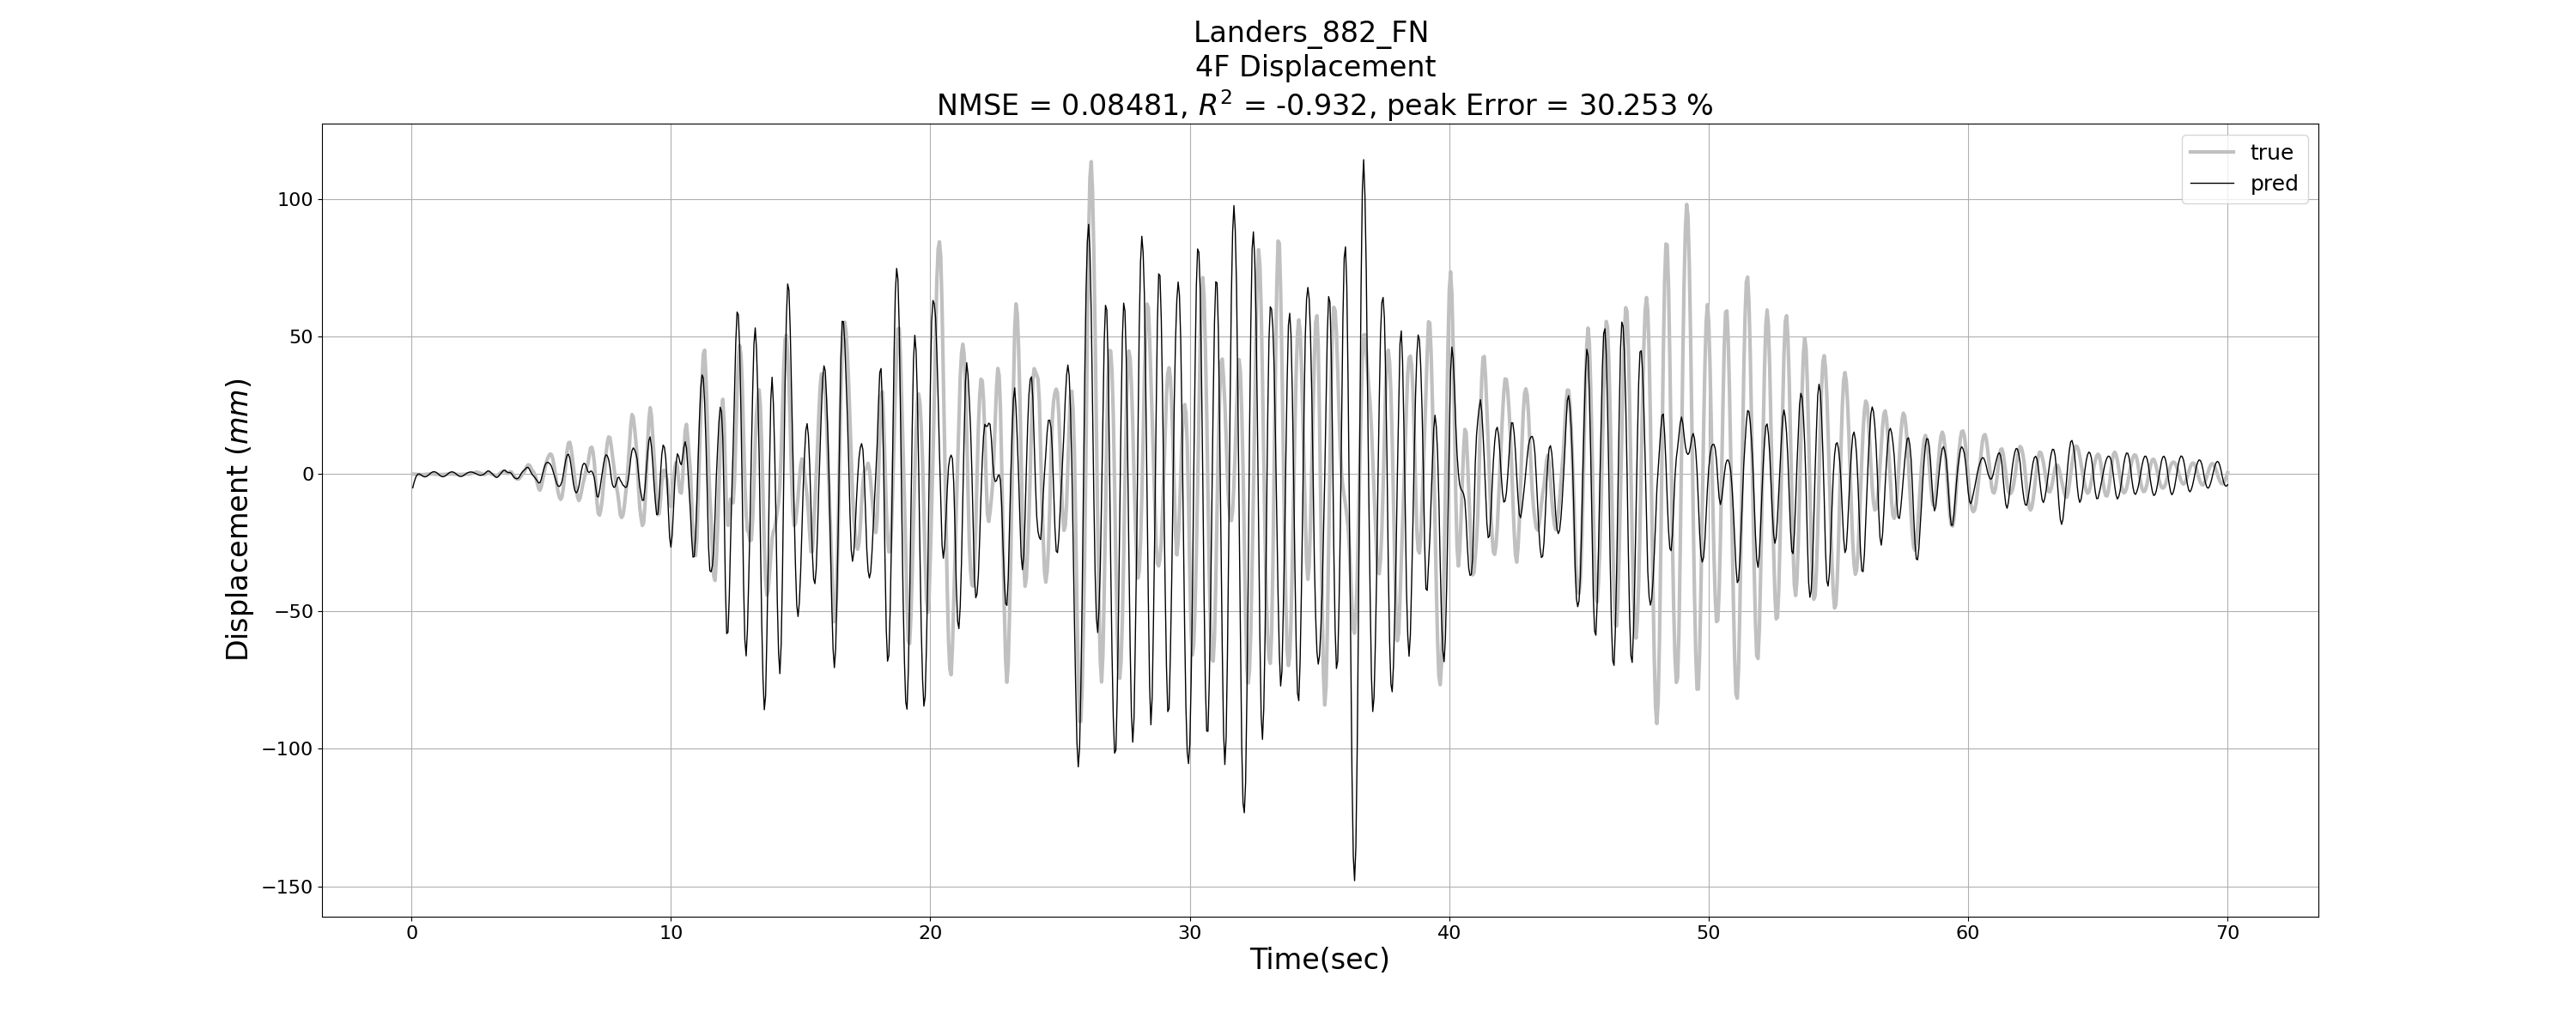 Landers_882_FN
4F Displacement
NMSE = 0.08481, R² = -0.932, peak Error = 30.253 %
true
pred
100
50
0
−50
−100
−150
Displacement (mm)
0 10 20 30 40 50 60 70
Time(sec)